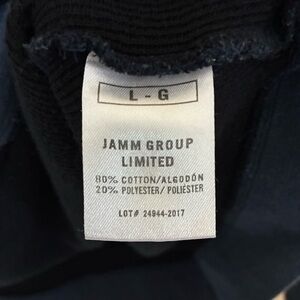 L - G
JAMM GROUP
LIMITED
80% COTTON/ALGODÓN
20% POLYESTER/POLIÉSTER
LOT# 24944-2017